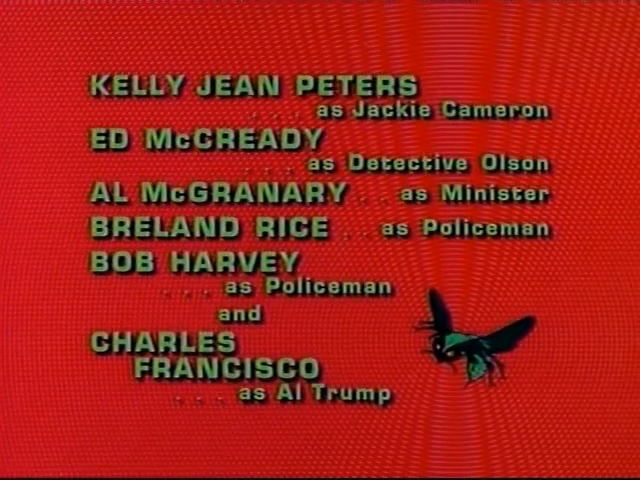 KELLY JEAN PETERS
. . . as Jackie Cameron
ED McCREADY
. . . as Detective Olson
AL McGRANARY . . as Minister
BRELAND RICE . . as Policeman
BOB HARVEY
. . . as Policeman
and
CHARLES
FRANCISCO
. . . as Al Trump